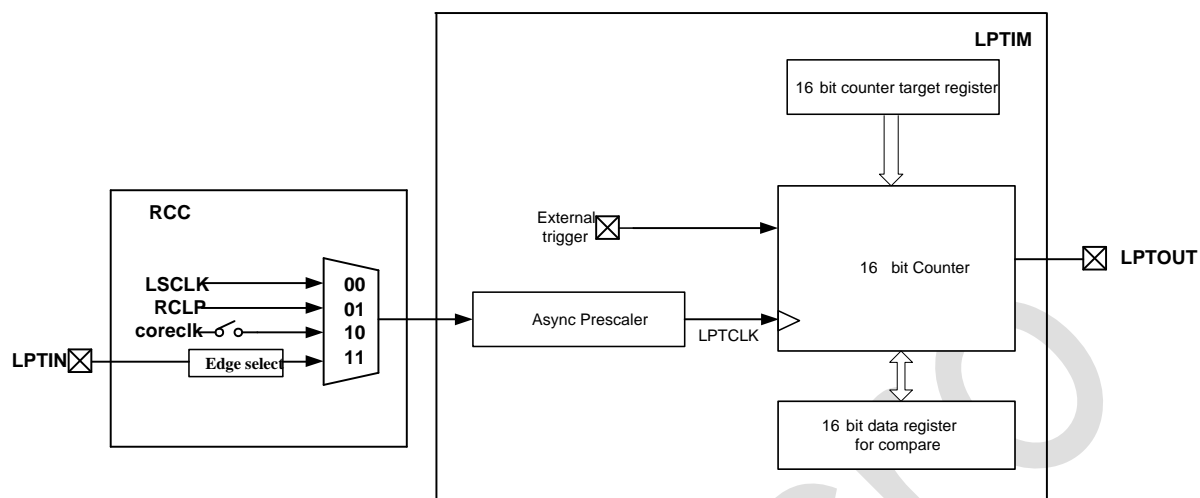 LPTIM
16 bit counter target register
RCC
External
trigger
LSCLK
RCLP
coreclk
LPTIN
Edge select
00
01
10
11
Async Prescaler
LPTCLK
16 bit Counter
LPTOUT
16 bit data register
for compare